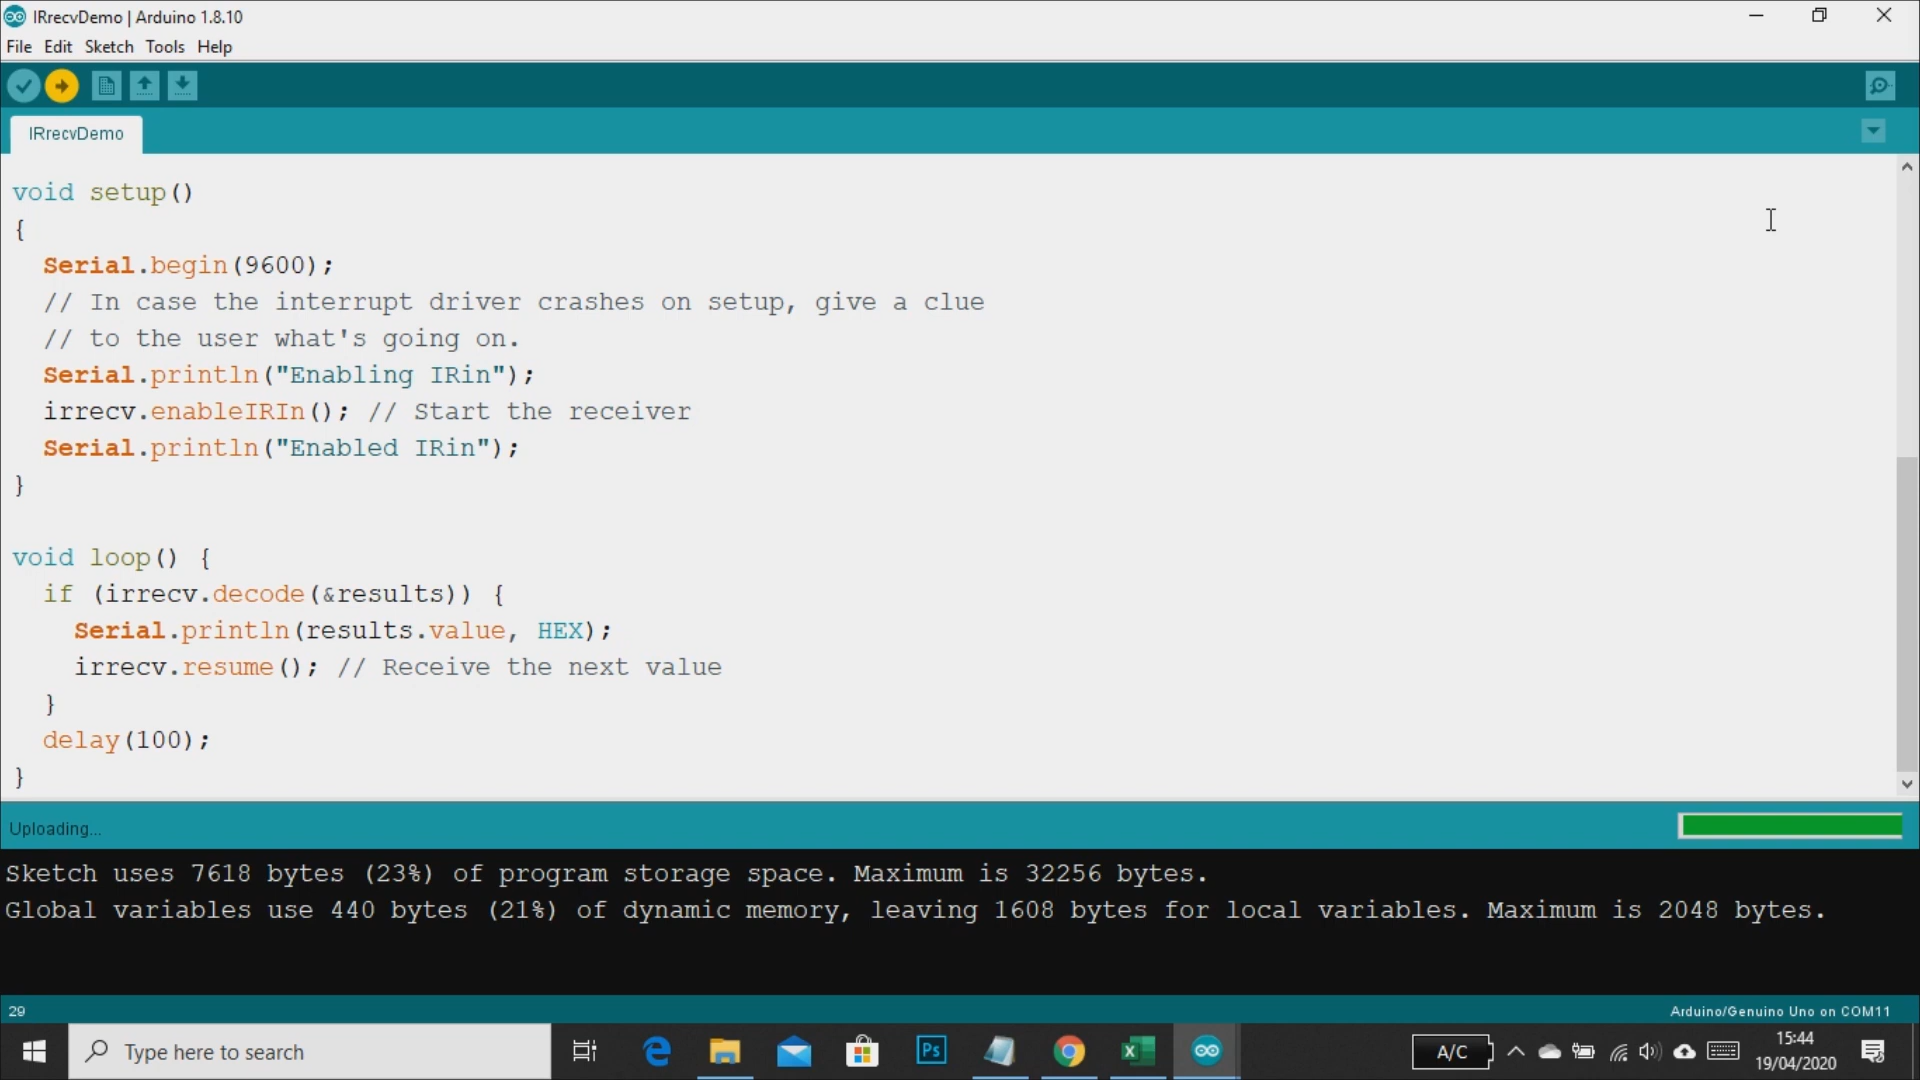 IRrecvDemo | Arduino 1.8.10
File Edit Sketch Tools Help
IRrecvDemo
void setup()
{
  Serial.begin(9600);
  // In case the interrupt driver crashes on setup, give a clue
  // to the user what's going on.
  Serial.println("Enabling IRin");
  irrecv.enableIRIn(); // Start the receiver
  Serial.println("Enabled IRin");
}
void loop() {
  if (irrecv.decode(&results)) {
    Serial.println(results.value, HEX);
    irrecv.resume(); // Receive the next value
  }
  delay(100);
}
Uploading...
Sketch uses 7618 bytes (23%) of program storage space. Maximum is 32256 bytes.
Global variables use 440 bytes (21%) of dynamic memory, leaving 1608 bytes for local variables. Maximum is 2048 bytes.
29
Arduino/Genuino Uno on COM11
Type here to search
Ps
A/C
15:44
19/04/2020